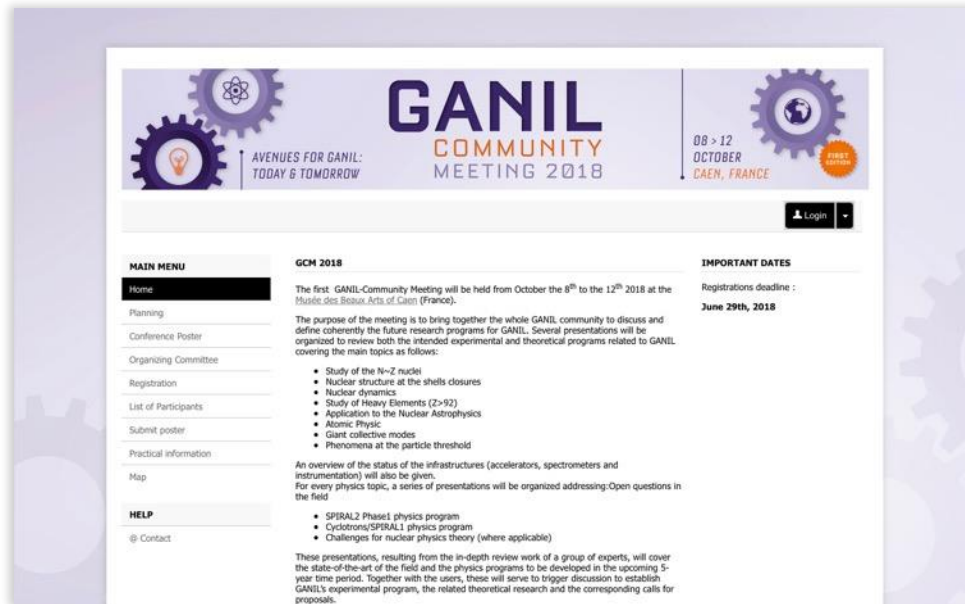 AVENUES FOR GANIL:
TODAY & TOMORROW
GANIL
COMMUNITY
MEETING 2018
08 > 12
OCTOBER
CAEN, FRANCE
FIRST
EDITION
Login
MAIN MENU
Home
Planning
Conference Poster
Organizing Committee
Registration
List of Participants
Submit poster
Practical information
Map
HELP
@ Contact
GCM 2018
The first GANIL-Community Meeting will be held from October the 8th to the 12th 2018 at the
Musée des Beaux Arts of Caen (France).
The purpose of the meeting is to bring together the whole GANIL community to discuss and
define coherently the future research programs for GANIL. Several presentations will be
organized to review both the intended experimental and theoretical programs related to GANIL
covering the main topics as follows:
• Study of the N~Z nuclei
• Nuclear structure at the shells closures
• Nuclear dynamics
• Study of Heavy Elements (Z>92)
• Application to the Nuclear Astrophysics
• Atomic Physic
• Giant collective modes
• Phenomena at the particle threshold
An overview of the status of the infrastructures (accelerators, spectrometers and
instrumentation) will also be given.
For every physics topic, a series of presentations will be organized addressing:Open questions in
the field
• SPIRAL2 Phase1 physics program
• Cyclotrons/SPIRAL1 physics program
• Challenges for nuclear physics theory (where applicable)
These presentations, resulting from the in-depth review work of a group of experts, will cover
the state-of-the-art of the field and the physics programs to be developed in the upcoming 5-
year time period. Together with the users, these will serve to trigger discussion to establish
GANIL's experimental program, the related theoretical research and the corresponding calls for
proposals.
IMPORTANT DATES
Registrations deadline :
June 29th, 2018